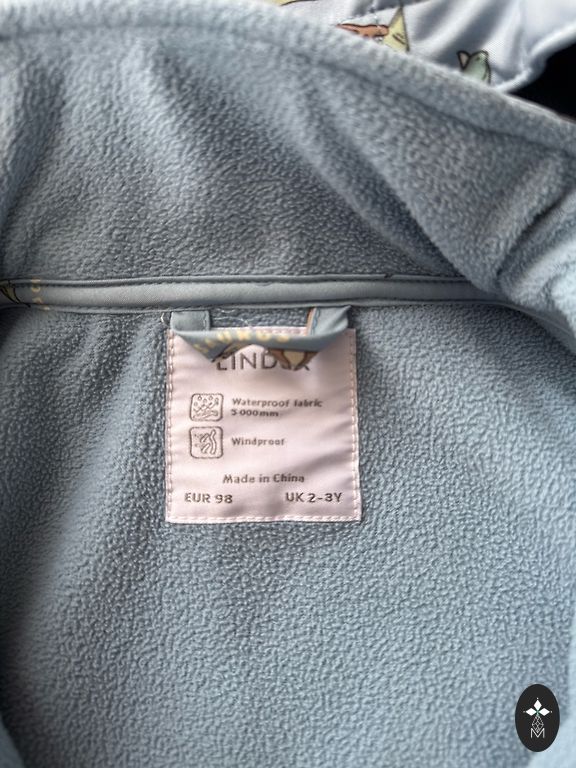 LINDEX
Waterproof fabric
5 000mm
Windproof
Made in China
EUR 98 UK 2-3Y